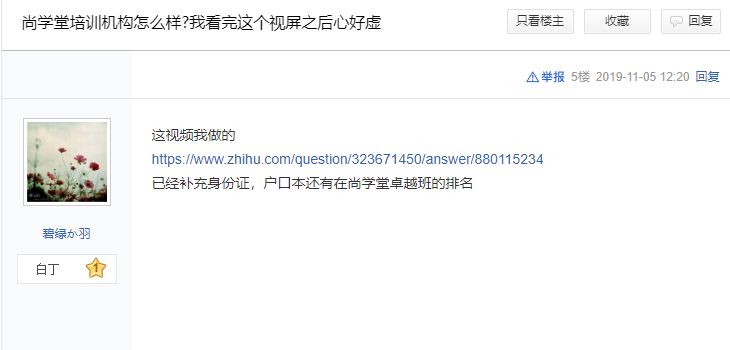 尚学堂培训机构怎么样?我看完这个视屏之后心好虚
只看楼主
收藏
回复
举报 5楼 2019-11-05 12:20 回复
这视频我做的
https://www.zhihu.com/question/323671450/answer/880115234
已经补充身份证，户口本还有在尚学堂卓越班的排名
碧绿か羽
白丁 1